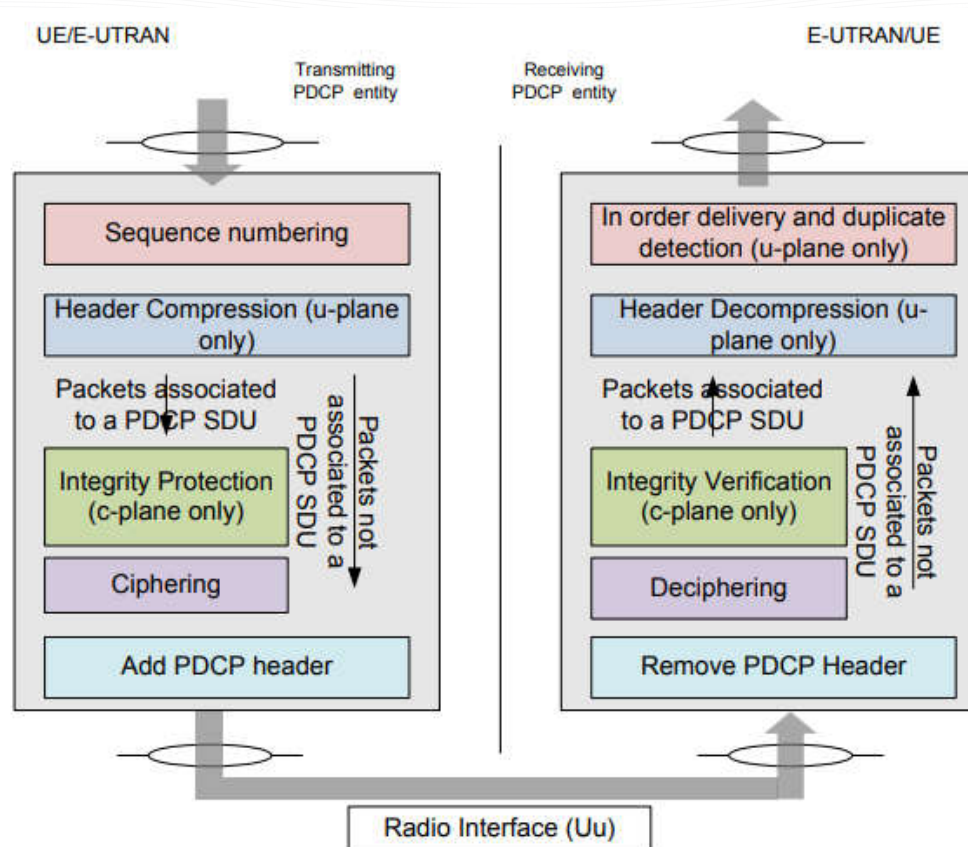 UE/E-UTRAN
E-UTRAN/UE
Transmitting
PDCP entity
Receiving
PDCP entity
Sequence numbering
Header Compression (u-plane
only)
Packets associated
to a PDCP SDU
Packets not
associated to a
PDCP SDU
Integrity Protection
(c-plane only)
Ciphering
Add PDCP header
In order delivery and duplicate
detection (u-plane only)
Header Decompression (u-
plane only)
Packets associated
to a PDCP SDU
Packets not
associated to a
PDCP SDU
Integrity Verification
(c-plane only)
Deciphering
Remove PDCP Header
Radio Interface (Uu)